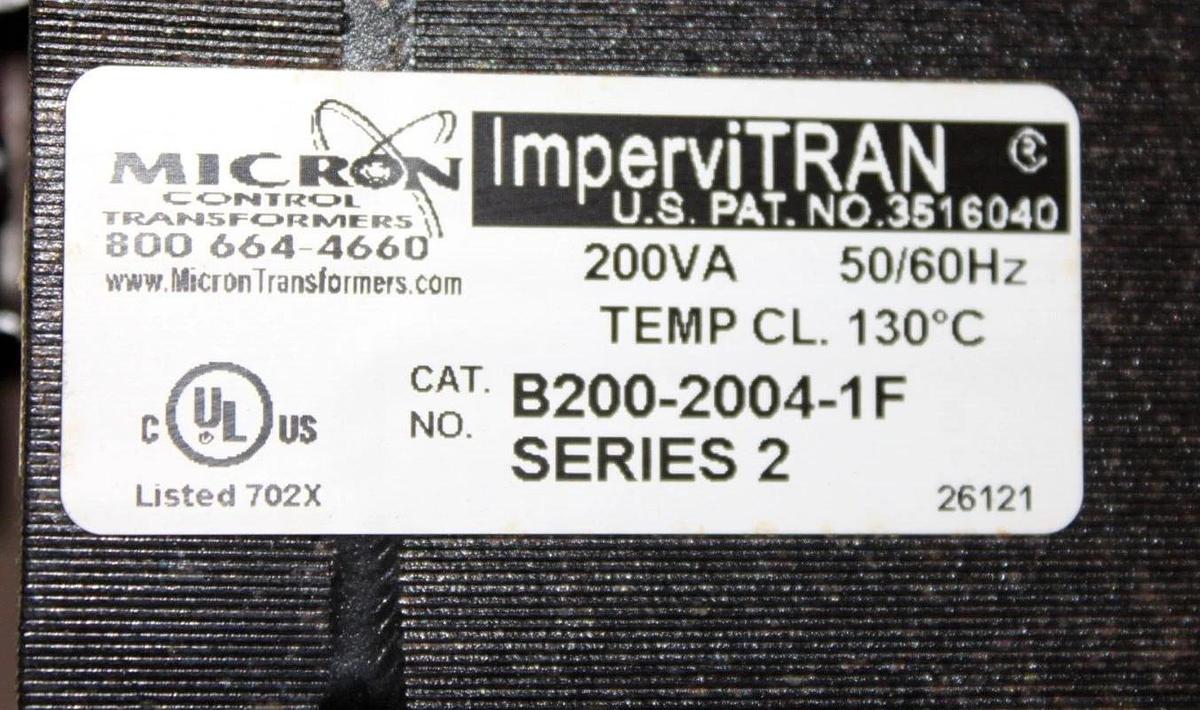 MICRON
CONTROL
TRANSFORMERS
800 664-4660
www.MicronTransformers.com
ImperviTRAN
U.S. PAT. NO.3516040
200VA 50/60Hz
TEMP CL. 130°C
CAT. NO. B200-2004-1F
SERIES 2
C UL US
Listed 702X
26121